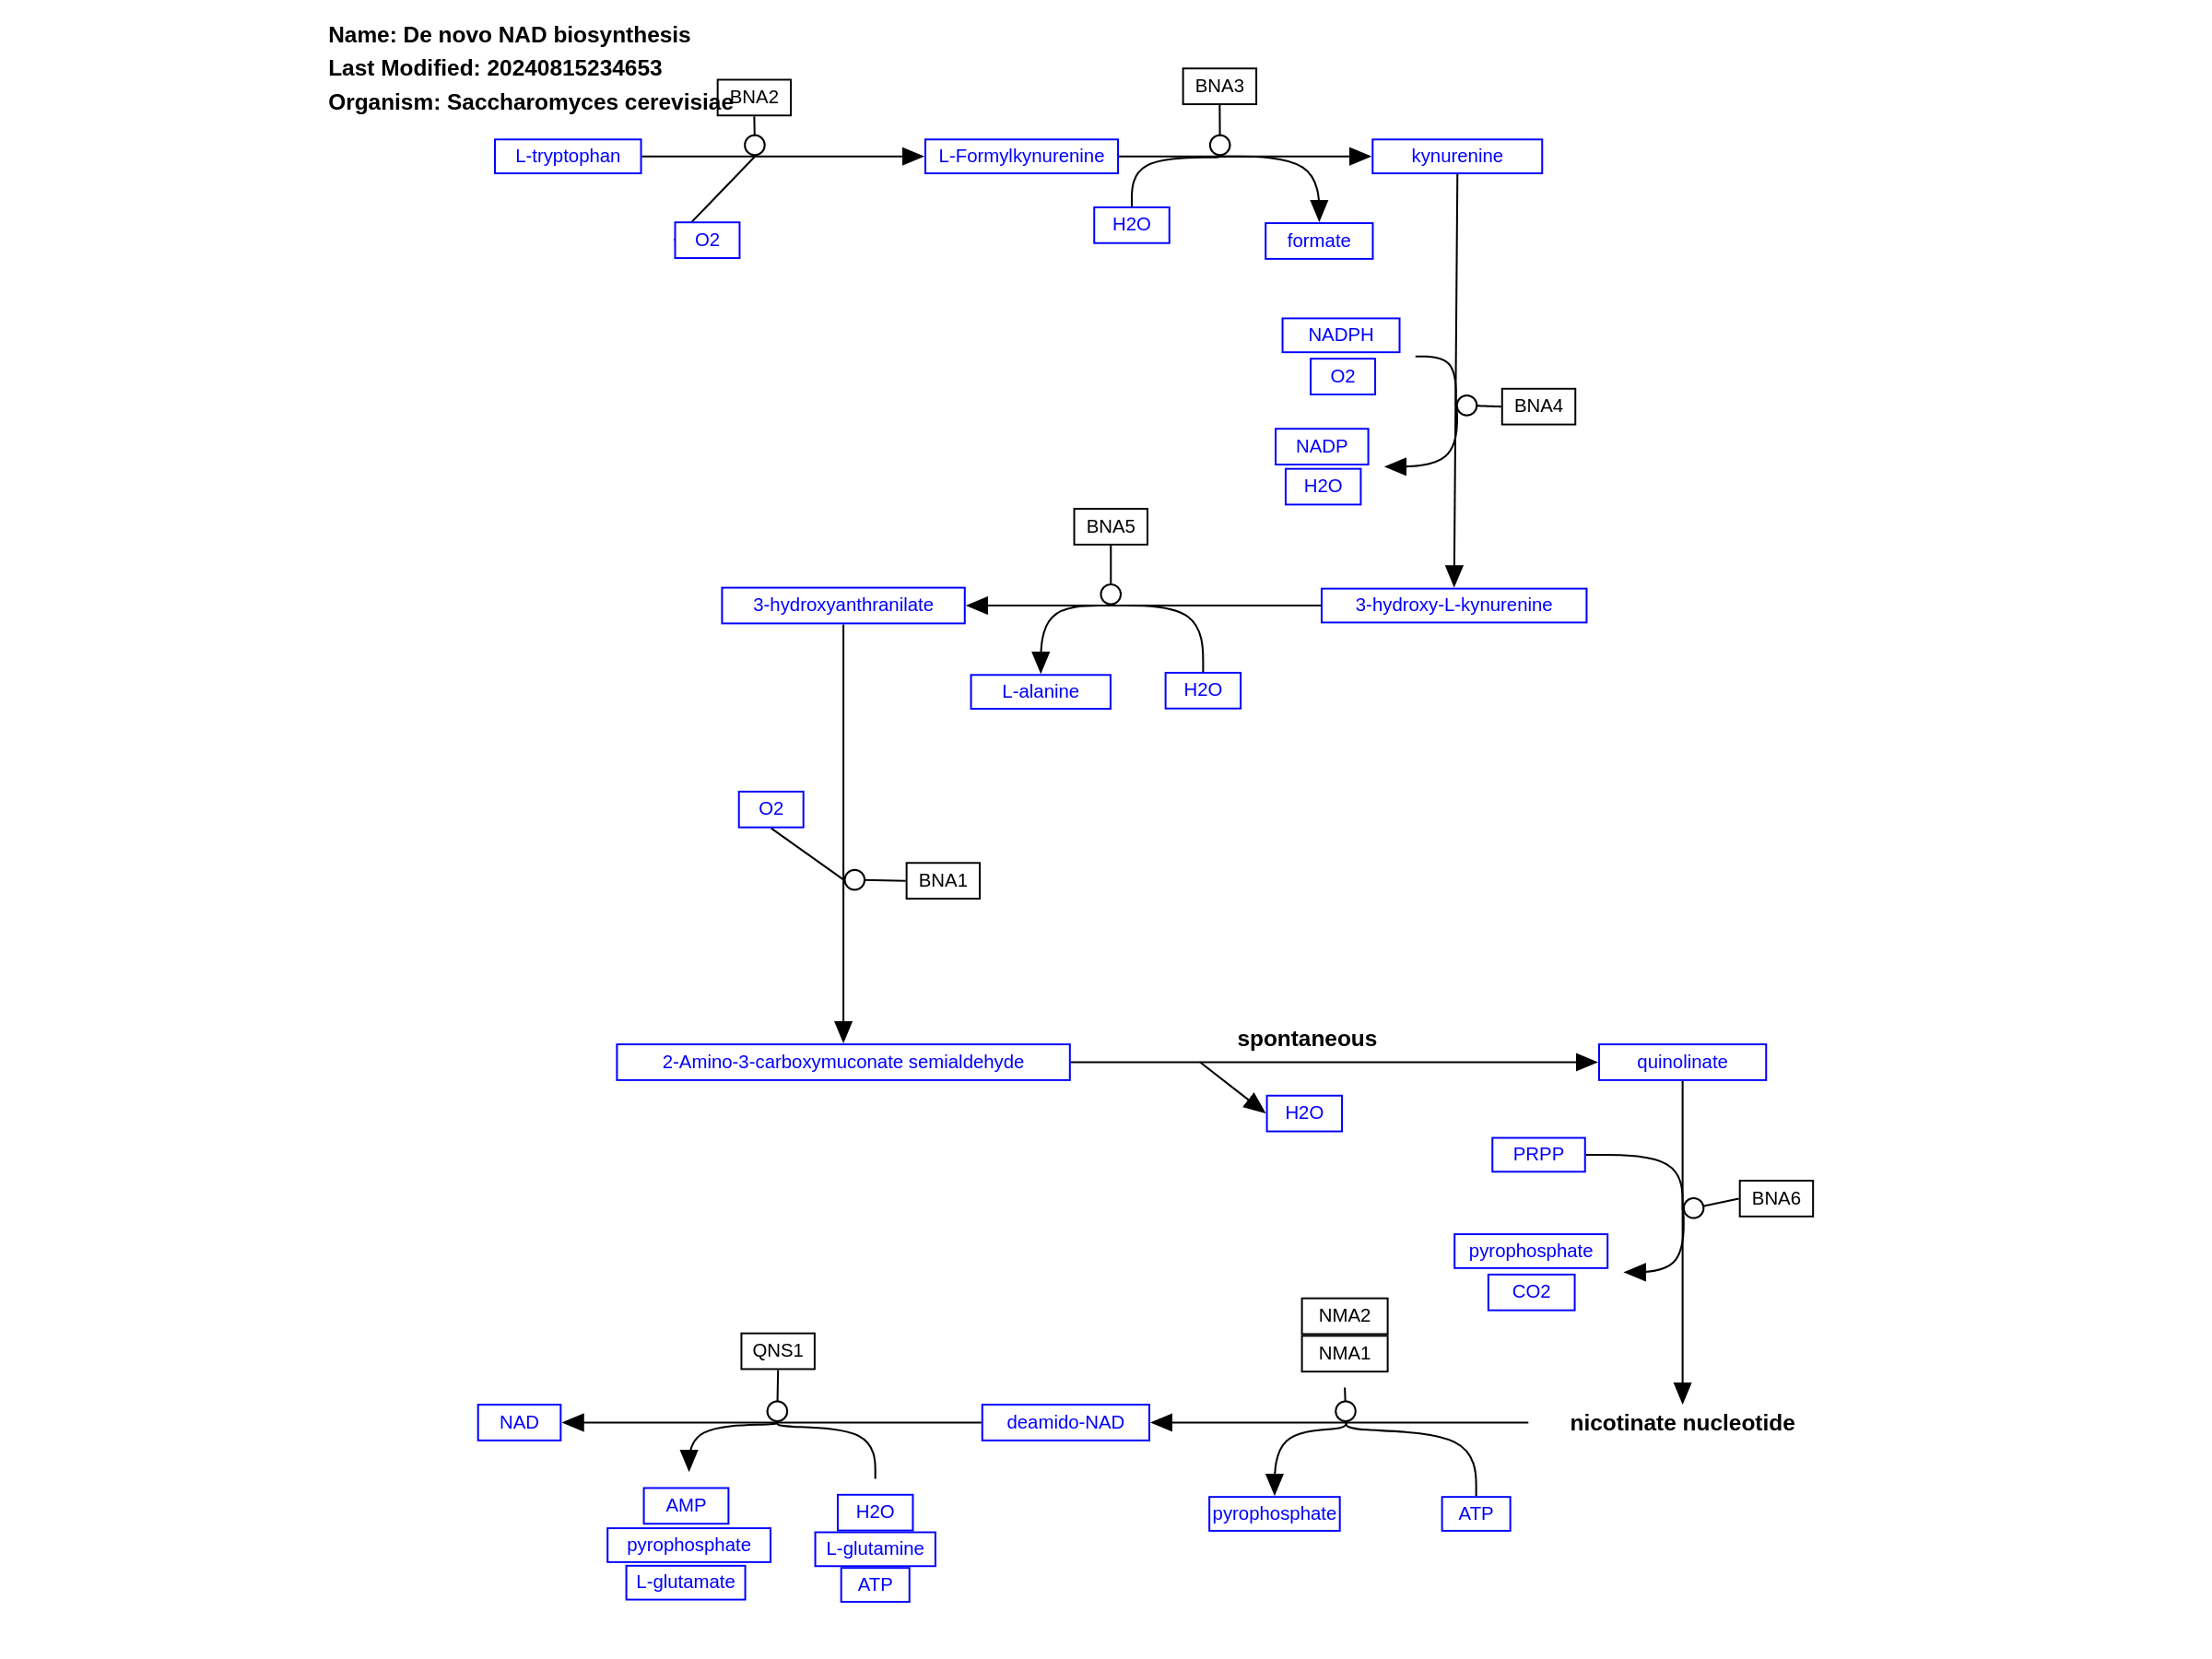 Name: De novo NAD biosynthesis
Last Modified: 20240815234653
Organism: Saccharomyces cerevisiae
BNA2
BNA3
L-tryptophan
L-Formylkynurenine
kynurenine
O2
H2O
formate
NADPH
O2
BNA4
NADP
H2O
BNA5
3-hydroxyanthranilate
3-hydroxy-L-kynurenine
L-alanine
H2O
O2
BNA1
spontaneous
2-Amino-3-carboxymuconate semialdehyde
quinolinate
H2O
PRPP
BNA6
pyrophosphate
CO2
NMA2
NMA1
QNS1
NAD
deamido-NAD
nicotinate nucleotide
AMP
pyrophosphate
L-glutamate
H2O
L-glutamine
ATP
pyrophosphate
ATP